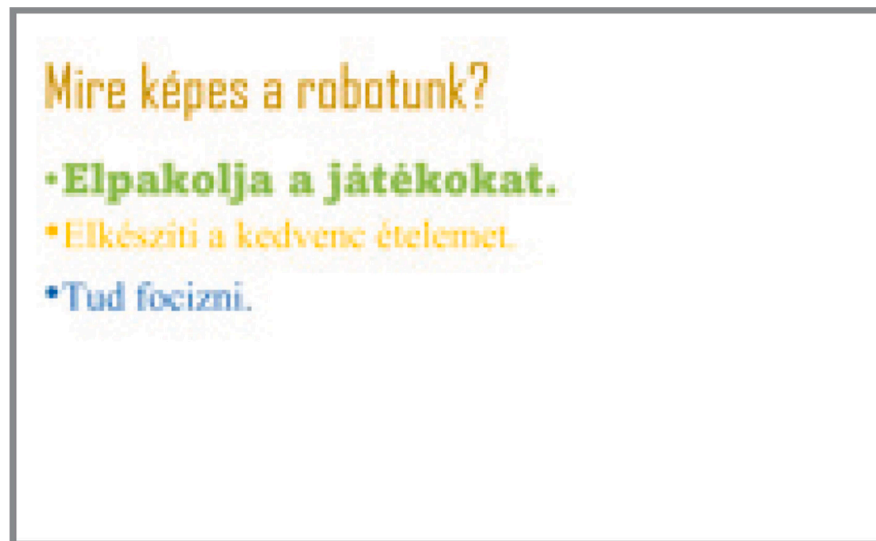 Mire képes a robotunk?
•Elpakolja a játékokat.
•Elkészíti a kedvenc ételemet.
•Tud focizni.